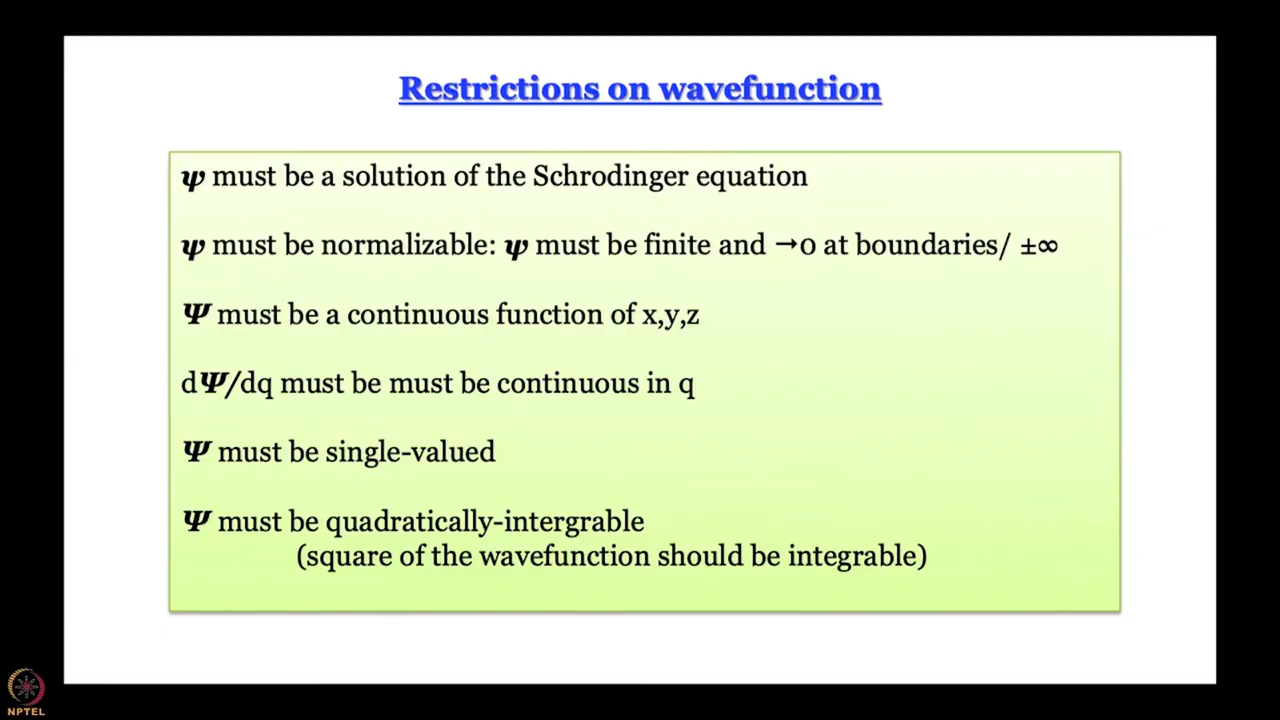 Restrictions on wavefunction
ψ must be a solution of the Schrodinger equation
ψ must be normalizable: ψ must be finite and →0 at boundaries/ ±∞
Ψ must be a continuous function of x,y,z
dΨ/dq must be must be continuous in q
Ψ must be single-valued
Ψ must be quadratically-intergrable
(square of the wavefunction should be integrable)
NPTEL